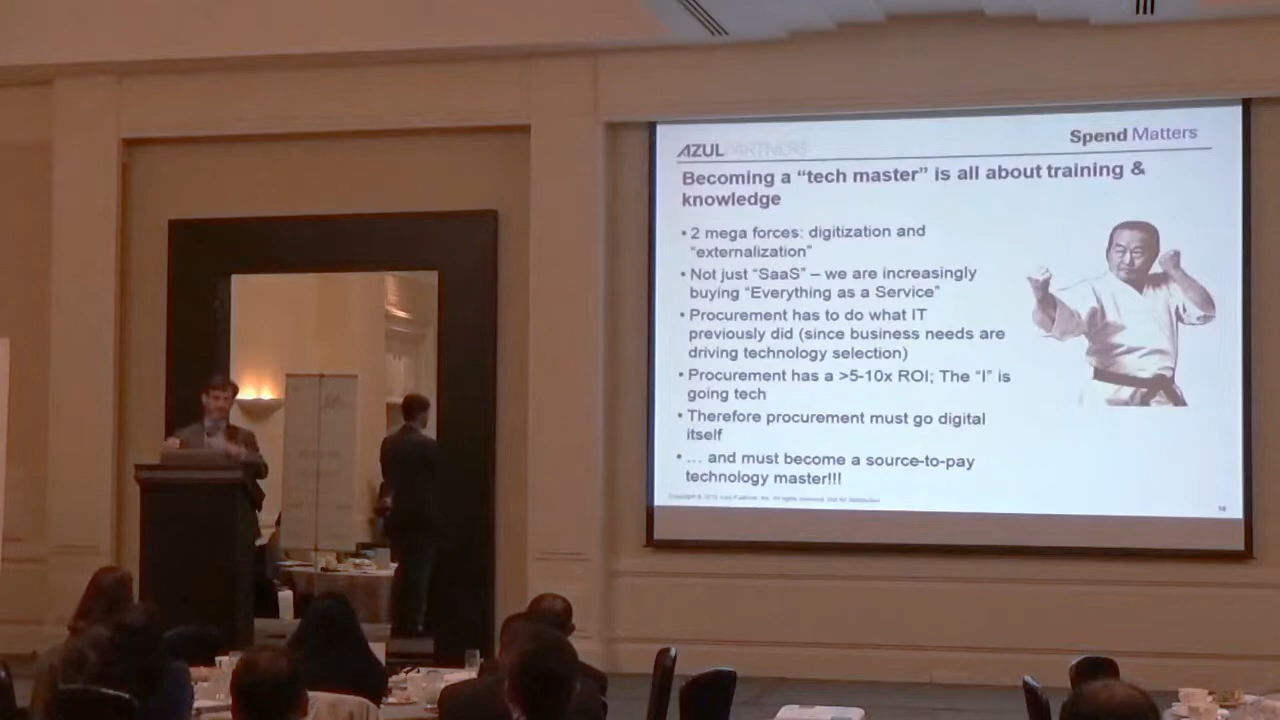 AZUL PARTNERS
Spend Matters
Becoming a “tech master” is all about training &
knowledge
• 2 mega forces: digitization and
“externalization”
• Not just “SaaS” – we are increasingly
buying “Everything as a Service”
• Procurement has to do what IT
previously did (since business needs are
driving technology selection)
• Procurement has a >5-10x ROI; The “I” is
going tech
• Therefore procurement must go digital
itself
• … and must become a source-to-pay
technology master!!!